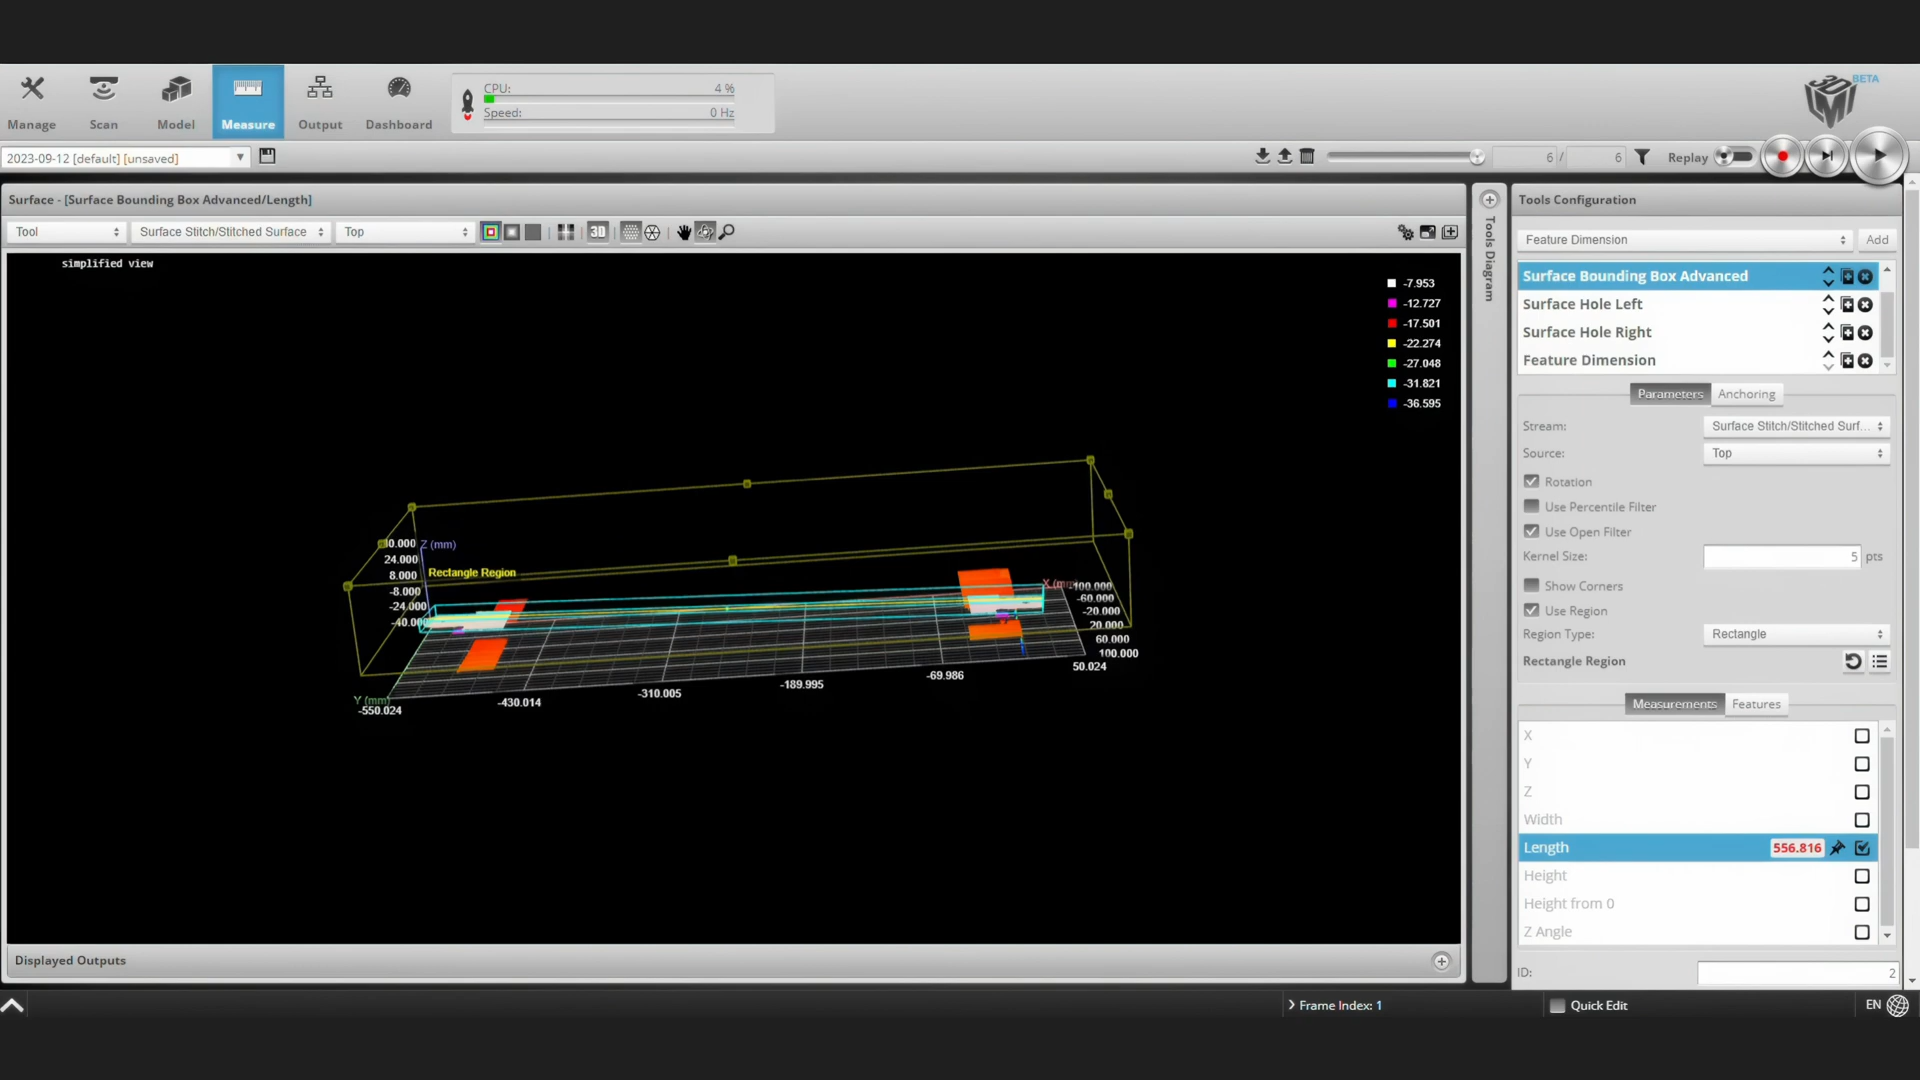 BETA
CPU: 4 %
Speed: 0 Hz
Manage Scan Model Measure Output Dashboard
2023-09-12 [default] [unsaved]
6 / 6 Replay
Surface - [Surface Bounding Box Advanced/Length]
Tool Surface Stitch/Stitched Surface Top 3D
simplified view
-7.953
-12.727
-17.501
-22.274
-27.048
-31.821
-36.595
Z (mm)
24.000
8.000
-8.000
-24.000
-40.000
Rectangle Region
-100.000
-60.000
-20.000
20.000
60.000
100.000
50.024
-69.986
-189.995
-310.005
-430.014
Y (mm)
-550.024
Displayed Outputs
Tools Diagram
Tools Configuration
Feature Dimension Add
Surface Bounding Box Advanced
Surface Hole Left
Surface Hole Right
Feature Dimension
Parameters Anchoring
Stream: Surface Stitch/Stitched Surf...
Source: Top
Rotation
Use Percentile Filter
Use Open Filter
Kernel Size: 5 pts
Show Corners
Use Region
Region Type: Rectangle
Rectangle Region
Measurements Features
X
Y
Z
Width
Length 556.816
Height
Height from 0
Z Angle
ID: 2
Frame Index: 1
Quick Edit
EN